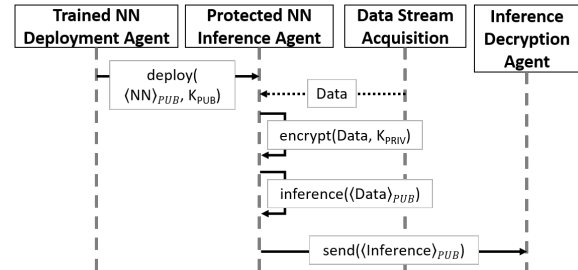 Trained NN
Deployment Agent
Protected NN
Inference Agent
Data Stream
Acquisition
Inference
Decryption
Agent
deploy(
⟨NN⟩PUB, KPUB)
Data
encrypt(Data, KPRIV)
inference(⟨Data⟩PUB)
send(⟨Inference⟩PUB)